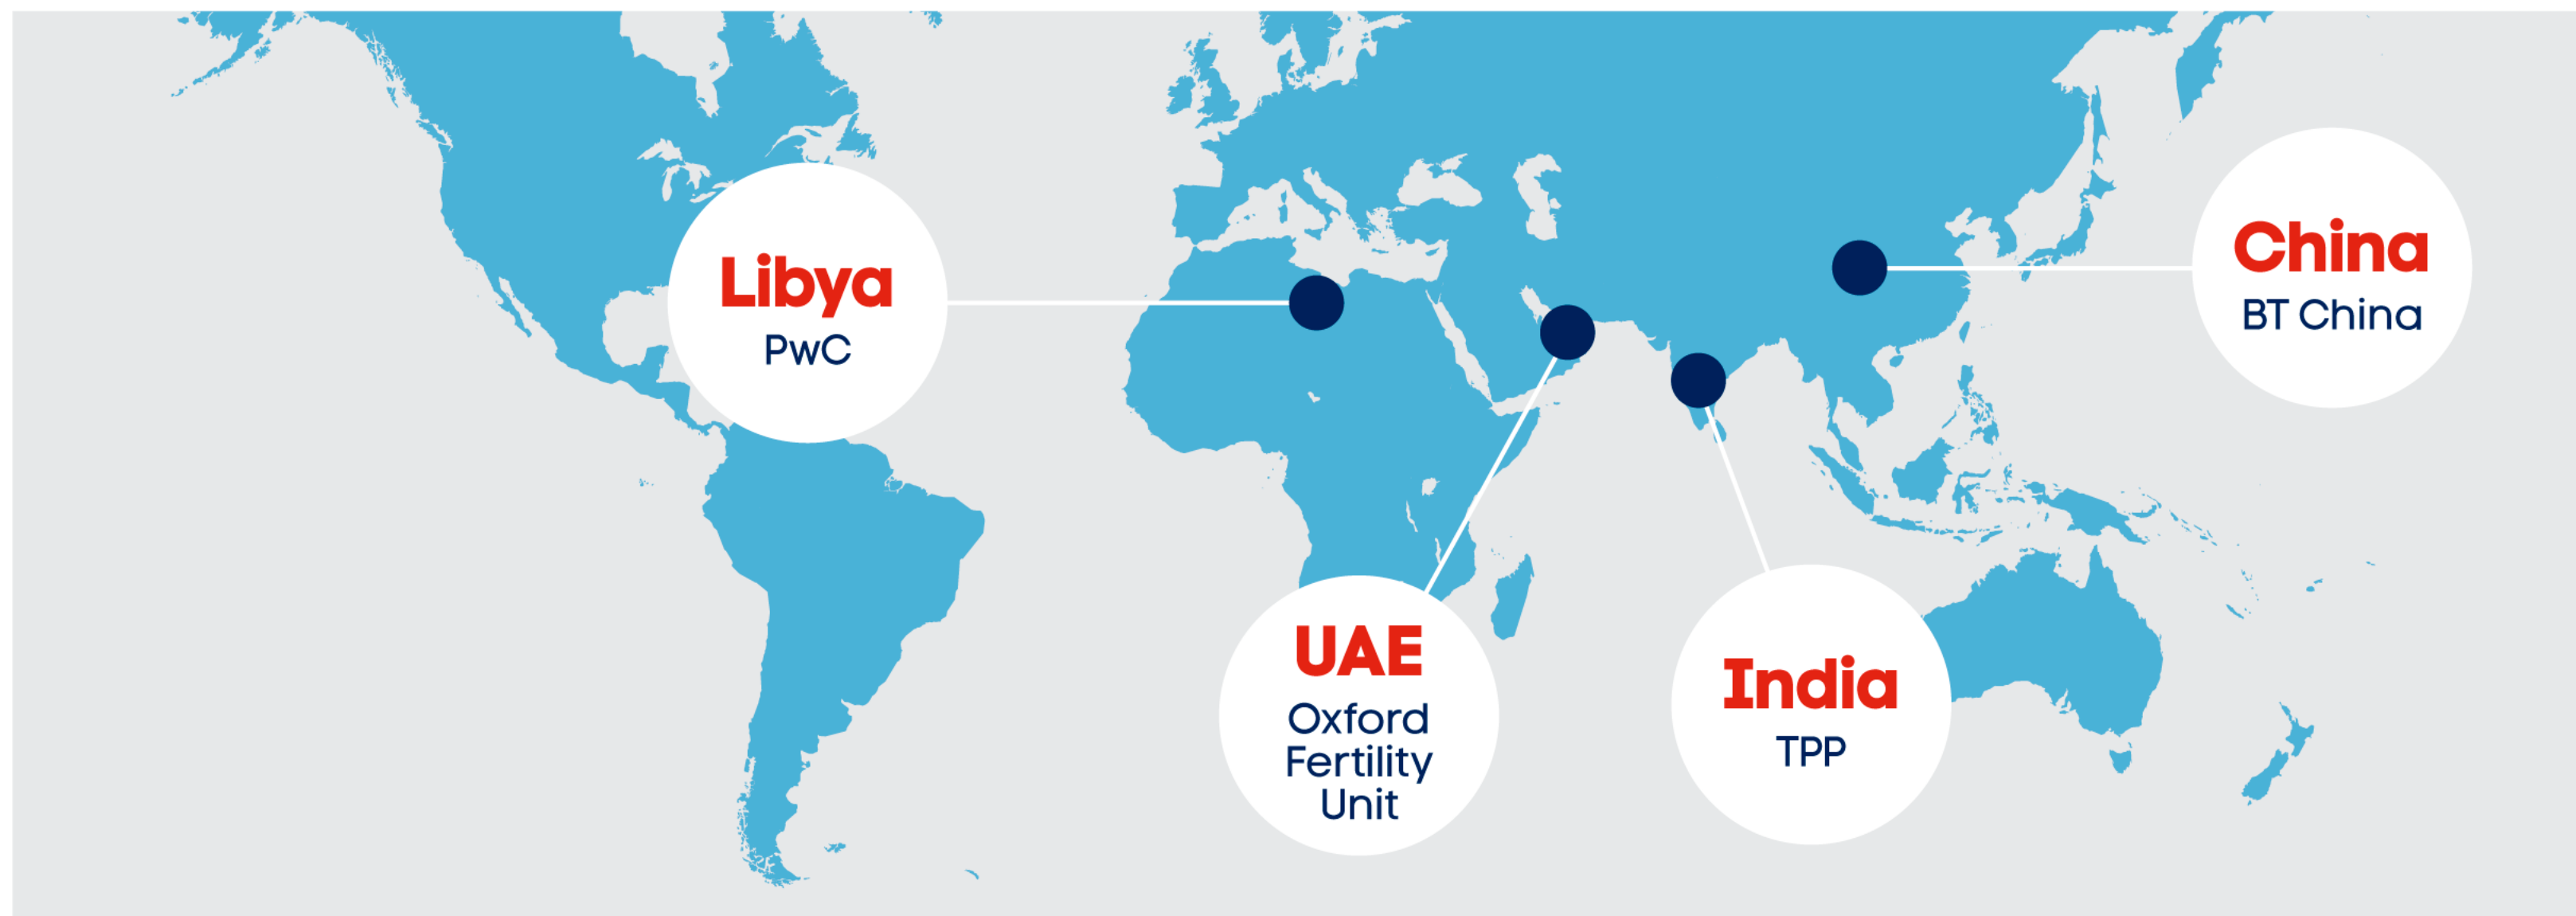 Libya
PwC
China
BT China
UAE
Oxford
Fertility
Unit
India
TPP